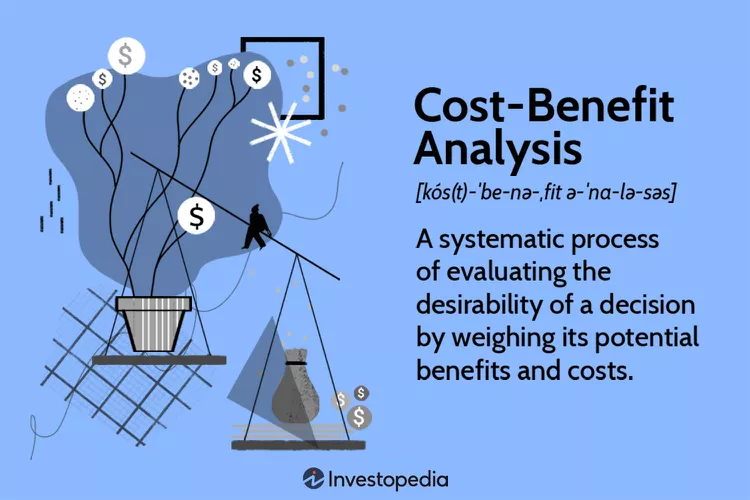 $
$
$
$
$
Cost-Benefit
Analysis
[kós(t)-ˈbe-nə-ˌfit ə-ˈnɑ-lə-səs]
A systematic process
of evaluating the
desirability of a decision
by weighing its potential
benefits and costs.
$
$
$
Investopedia